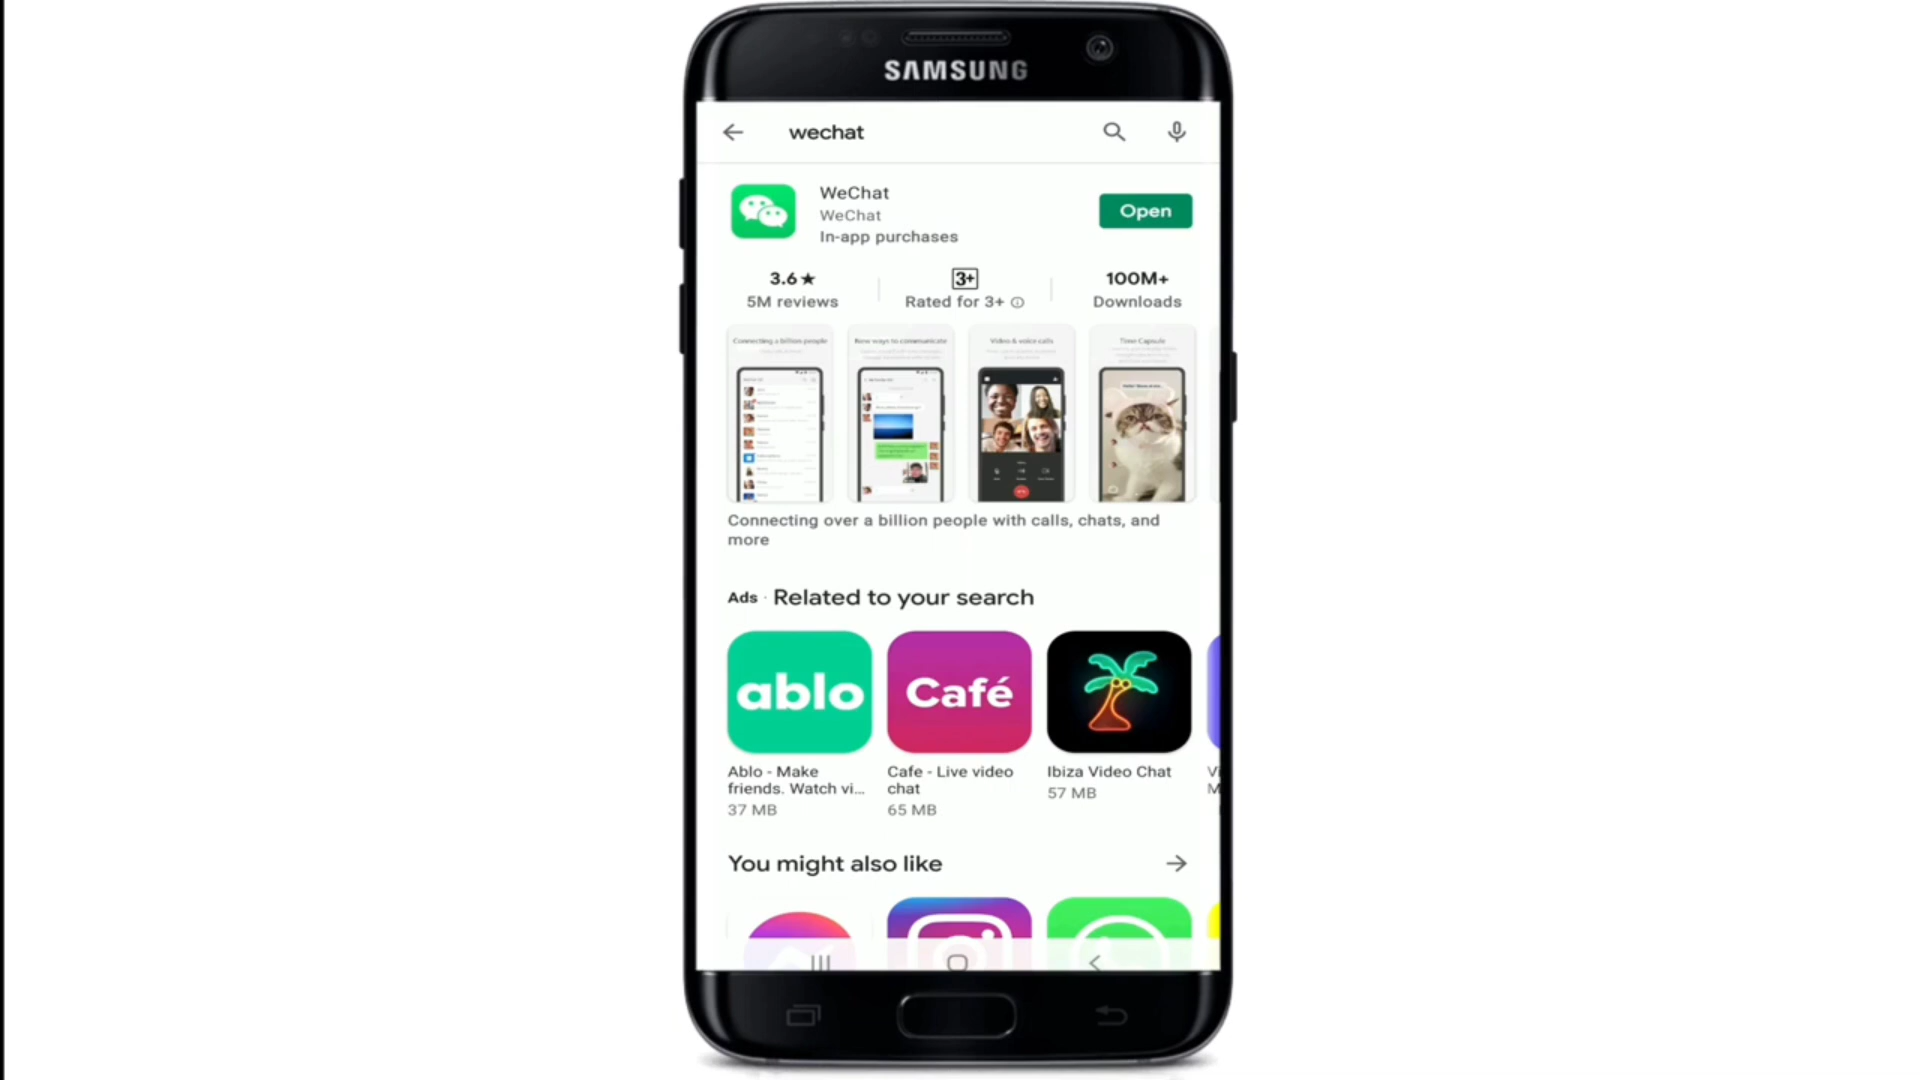 SAMSUNG
wechat
WeChat
WeChat
In-app purchases
Open
3.6★
5M reviews
3+
Rated for 3+
100M+
Downloads
Connecting a billion people
New ways to communicate
Video & voice calls
Time Capsule
Connecting over a billion people with calls, chats, and
more
Ads · Related to your search
ablo
Café
Ablo - Make
friends. Watch vi...
37 MB
Cafe - Live video
chat
65 MB
Ibiza Video Chat
57 MB
You might also like